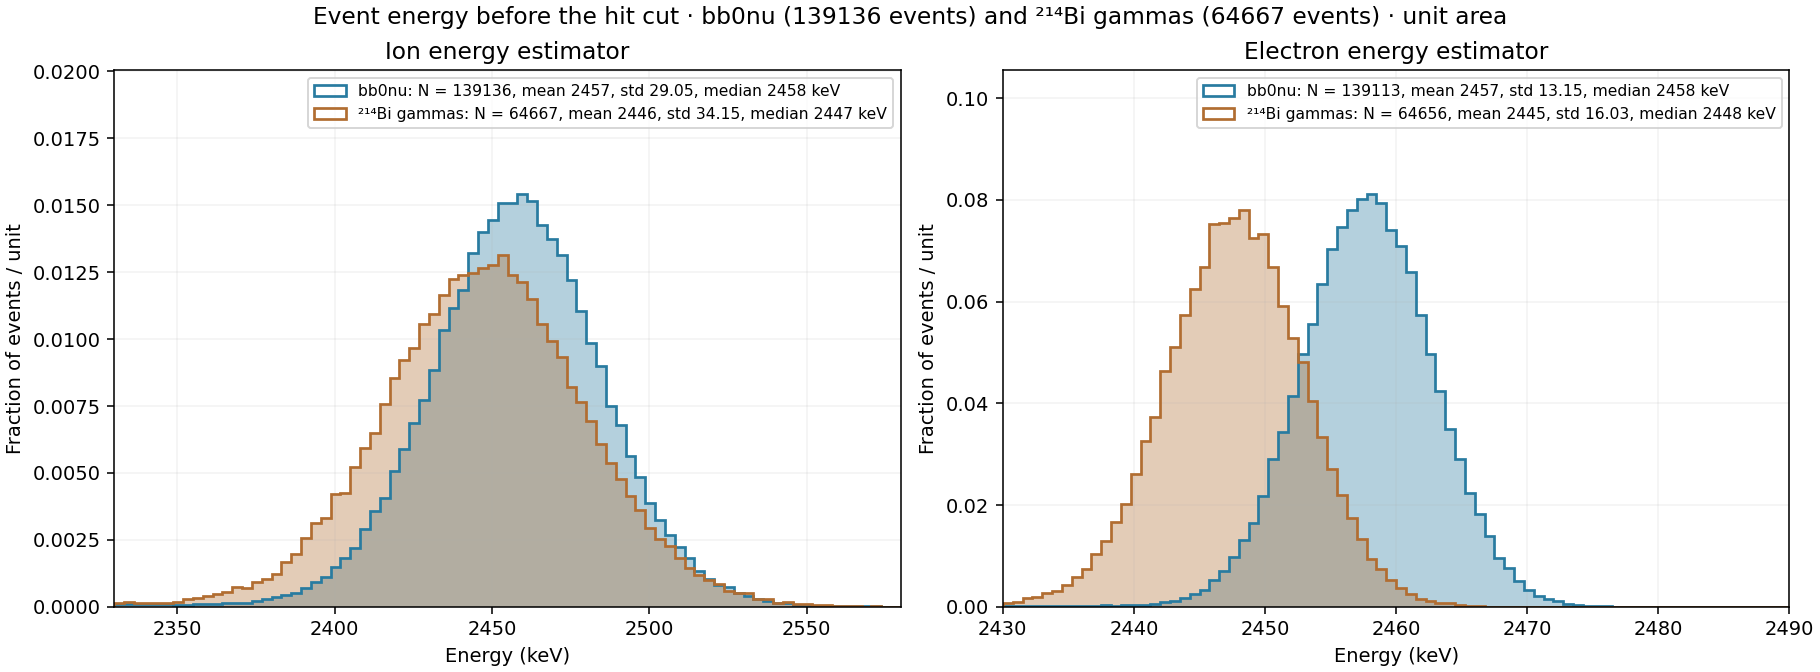 Event energy before the hit cut · bb0nu (139136 events) and ²¹⁴Bi gammas (64667 events) · unit area
Ion energy estimator
bb0nu: N = 139136, mean 2457, std 29.05, median 2458 keV
²¹⁴Bi gammas: N = 64667, mean 2446, std 34.15, median 2447 keV
Fraction of events / unit
0.0200
0.0175
0.0150
0.0125
0.0100
0.0075
0.0050
0.0025
0.0000
2350
2400
2450
2500
2550
Energy (keV)
Electron energy estimator
bb0nu: N = 139113, mean 2457, std 13.15, median 2458 keV
²¹⁴Bi gammas: N = 64656, mean 2445, std 16.03, median 2448 keV
Fraction of events / unit
0.10
0.08
0.06
0.04
0.02
0.00
2430
2440
2450
2460
2470
2480
2490
Energy (keV)